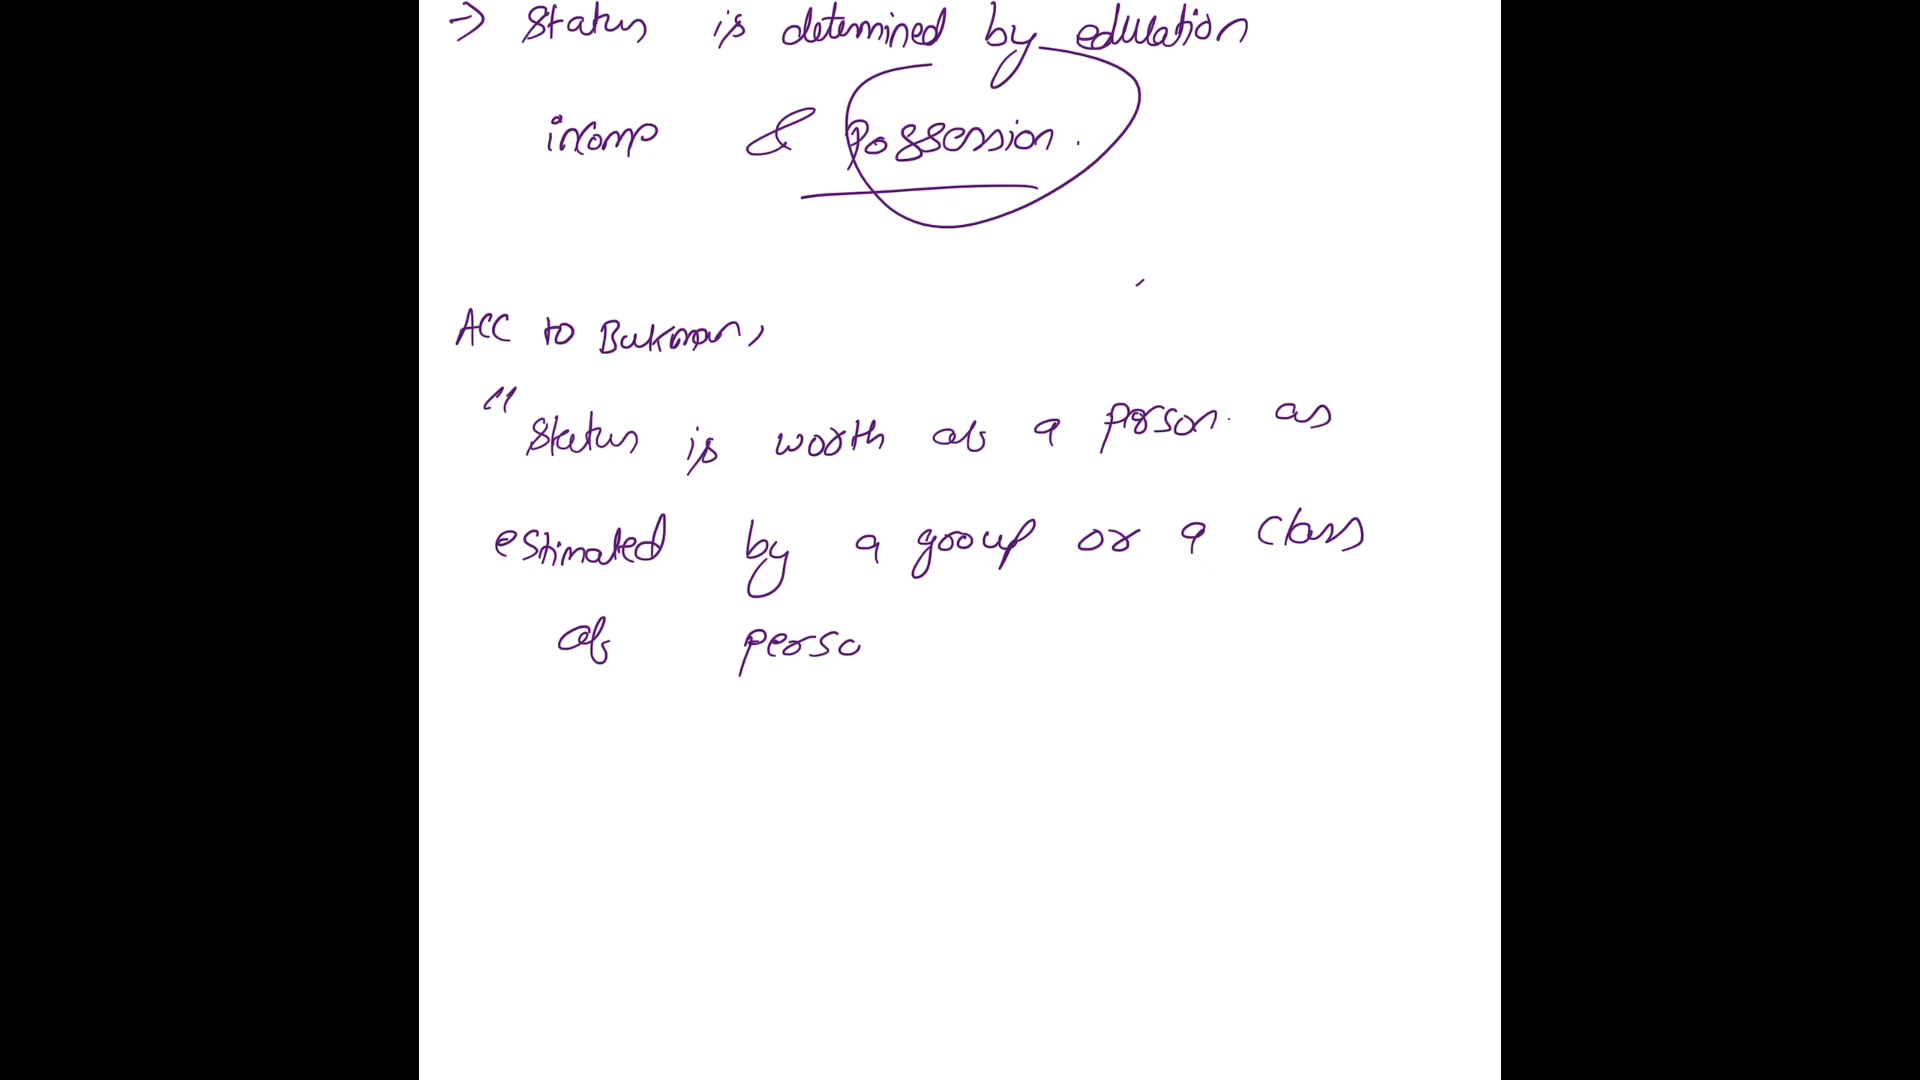 → Status is determined by education
income & Possession.
Acc to Bukman,
"Status is worth of a person. as
estimated by a group or a class
of perso